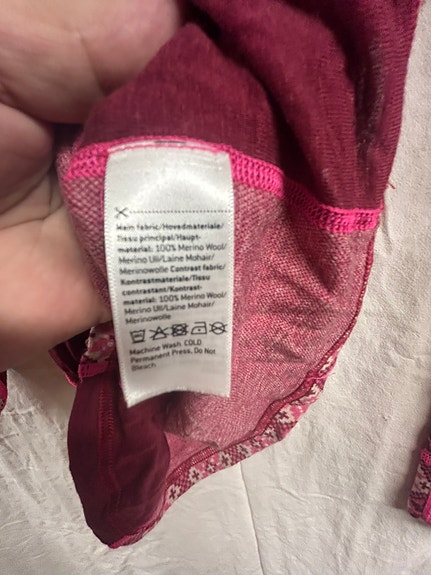 Main fabric/Hovedmateriale/
Tissu principal/Haupt-
material: 100% Merino Wool/
Merino Ull/Laine Mohair/
Merinowolle Contrast fabric/
Kontrastmateriale/Tissu
contrastant/Kontrast-
material: 100% Merino Wool/
Merino Ull/Laine Mohair/
Merinowolle
Machine Wash COLD
Permanent Press, Do Not
Bleach